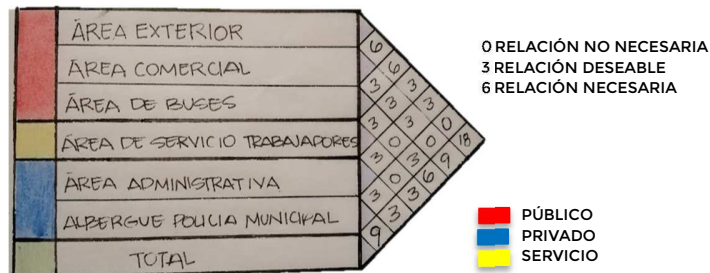 ÁREA EXTERIOR
ÁREA COMERCIAL
ÁREA DE BUSES
ÁREA DE SERVICIO TRABAJADORES
ÁREA ADMINISTRATIVA
ALBERGUE POLICIA MUNICIPAL
TOTAL
6
6
3 3
3 3
3 3 0
0 0 18
3 3 9
0 6
3 3
3
9
0 RELACIÓN NO NECESARIA
3 RELACIÓN DESEABLE
6 RELACIÓN NECESARIA
PÚBLICO
PRIVADO
SERVICIO